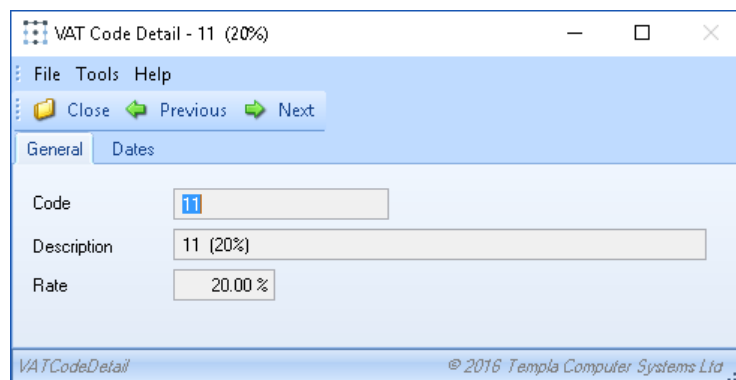 VAT Code Detail - 11 (20%)
File Tools Help
Close Previous Next
General Dates
Code 11
Description 11 (20%)
Rate 20.00 %
VATCodeDetail © 2016 Templa Computer Systems Ltd